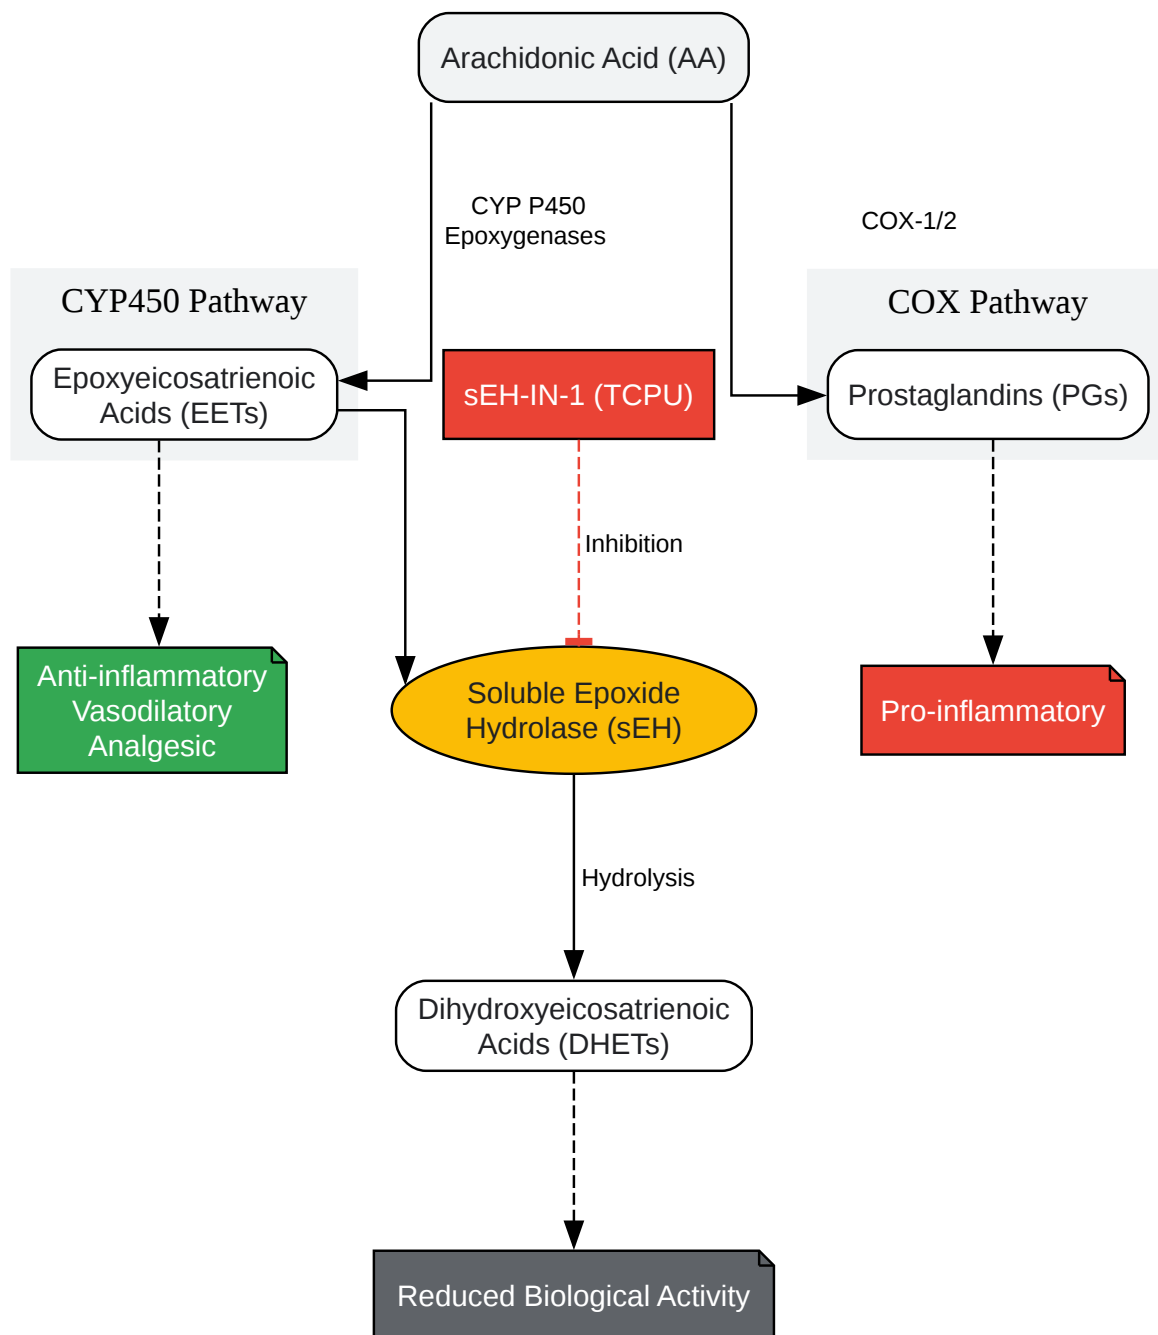 Arachidonic Acid (AA)
CYP P450
Epoxygenases
COX-1/2
CYP450 Pathway
COX Pathway
Epoxyeicosatrienoic
Acids (EETs)
sEH-IN-1 (TCPU)
Prostaglandins (PGs)
Inhibition
Anti-inflammatory
Vasodilatory
Analgesic
Soluble Epoxide
Hydrolase (sEH)
Pro-inflammatory
Hydrolysis
Dihydroxyeicosatrienoic
Acids (DHETs)
Reduced Biological Activity